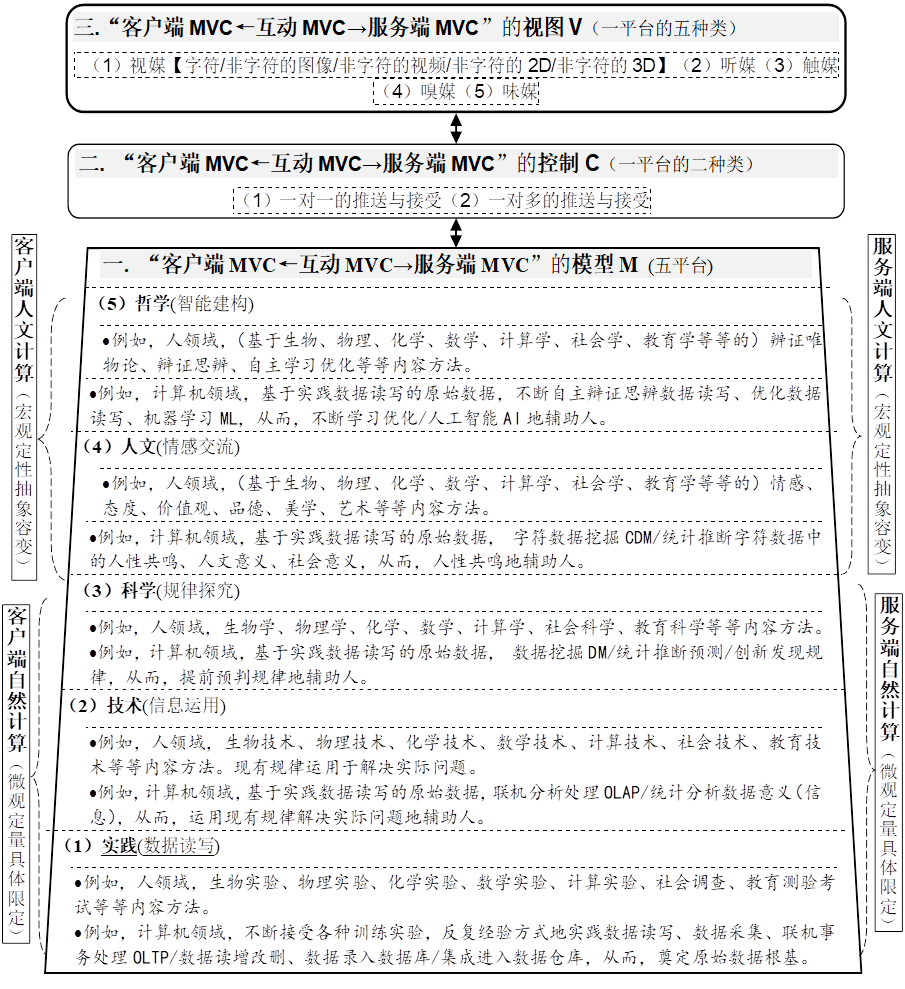 三.“客户端 MVC←互动 MVC→服务端 MVC”的视图 V（一平台的五种类）
（1）视媒【字符/非字符的图像/非字符的视频/非字符的 2D/非字符的 3D】（2）听媒（3）触媒
（4）嗅媒（5）味媒
二. “客户端 MVC←互动 MVC→服务端 MVC”的控制 C（一平台的二种类）
（1）一对一的推送与接受（2）一对多的推送与接受
一. “客户端 MVC←互动 MVC→服务端 MVC”的模型 M (五平台)
（5）哲学(智能建构)
●例如，人领域，（基于生物、物理、化学、数学、计算学、社会学、教育学等等的）辨证唯
物论、辩证思辨、自主学习优化等等内容方法。
●例如，计算机领域，基于实践数据读写的原始数据，不断自主辩证思辨数据读写、优化数据
读写、机器学习 ML，从而，不断学习优化/人工智能 AI 地辅助人。
（4）人文(情感交流)
●例如，人领域，（基于生物、物理、化学、数学、计算学、社会学、教育学等等的）情感、
态度、价值观、品德、美学、艺术等等内容方法。
●例如，计算机领域，基于实践数据读写的原始数据， 字符数据挖掘 CDM/统计推断字符数据中
的人性共鸣、人文意义、社会意义，从而，人性共鸣地辅助人。
（3）科学(规律探究)
●例如，人领域，生物学、物理学、化学、数学、计算学、社会科学、教育科学等等内容方法。
●例如，计算机领域，基于实践数据读写的原始数据， 数据挖掘 DM/统计推断预测/创新发现规
律，从而，提前预判规律地辅助人。
（2）技术(信息运用)
●例如，人领域，生物技术、物理技术、化学技术、数学技术、计算技术、社会技术、教育技
术等等内容方法。现有规律运用于解决实际问题。
●例如，计算机领域，基于实践数据读写的原始数据，联机分析处理 OLAP/统计分析数据意义（信
息），从而，运用现有规律解决实际问题地辅助人。
（1）实践(数据读写)
●例如，人领域，生物实验、物理实验、化学实验、数学实验、计算实验、社会调查、教育测验考
试等等内容方法。
●例如，计算机领域，不断接受各种训练实验，反复经验方式地实践数据读写、数据采集、联机事
务处理 OLTP/数据读增改删、数据录入数据库/集成进入数据仓库，从而，奠定原始数据根基。
客户端人文计算（宏观定性抽象容变）
客户端自然计算（微观定量具体限定）
服务端人文计算（宏观定性抽象容变）
服务端自然计算（微观定量具体限定）